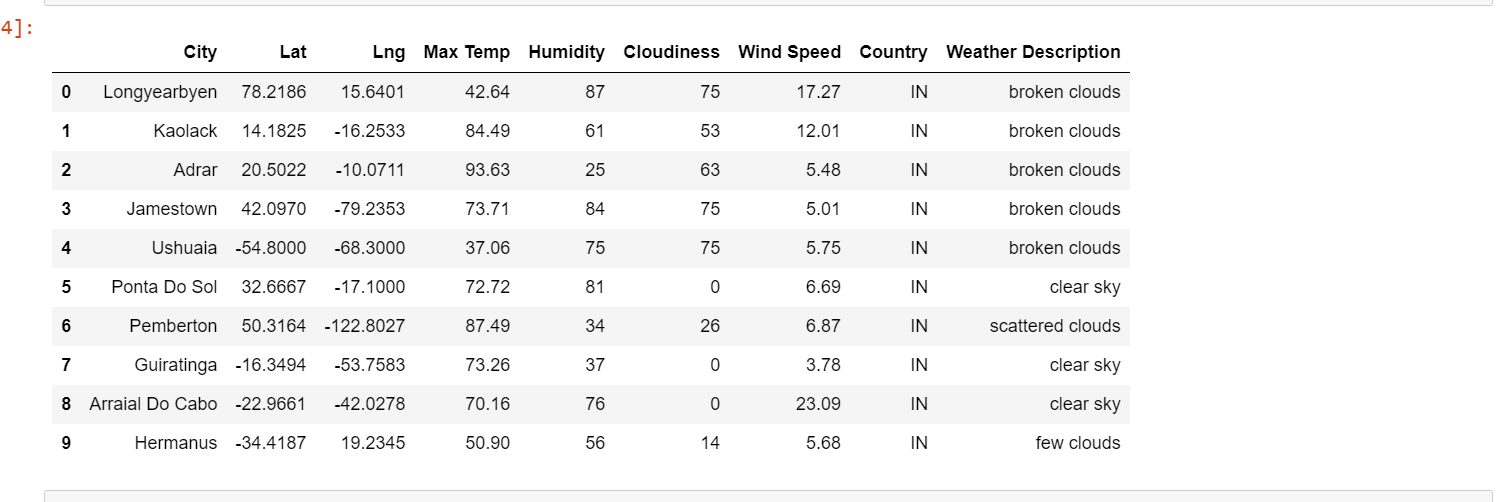 4]:
City Lat Lng Max Temp Humidity Cloudiness Wind Speed Country Weather Description
0 Longyearbyen 78.2186 15.6401 42.64 87 75 17.27 IN broken clouds
1 Kaolack 14.1825 -16.2533 84.49 61 53 12.01 IN broken clouds
2 Adrar 20.5022 -10.0711 93.63 25 63 5.48 IN broken clouds
3 Jamestown 42.0970 -79.2353 73.71 84 75 5.01 IN broken clouds
4 Ushuaia -54.8000 -68.3000 37.06 75 75 5.75 IN broken clouds
5 Ponta Do Sol 32.6667 -17.1000 72.72 81 0 6.69 IN clear sky
6 Pemberton 50.3164 -122.8027 87.49 34 26 6.87 IN scattered clouds
7 Guiratinga -16.3494 -53.7583 73.26 37 0 3.78 IN clear sky
8 Arraial Do Cabo -22.9661 -42.0278 70.16 76 0 23.09 IN clear sky
9 Hermanus -34.4187 19.2345 50.90 56 14 5.68 IN few clouds